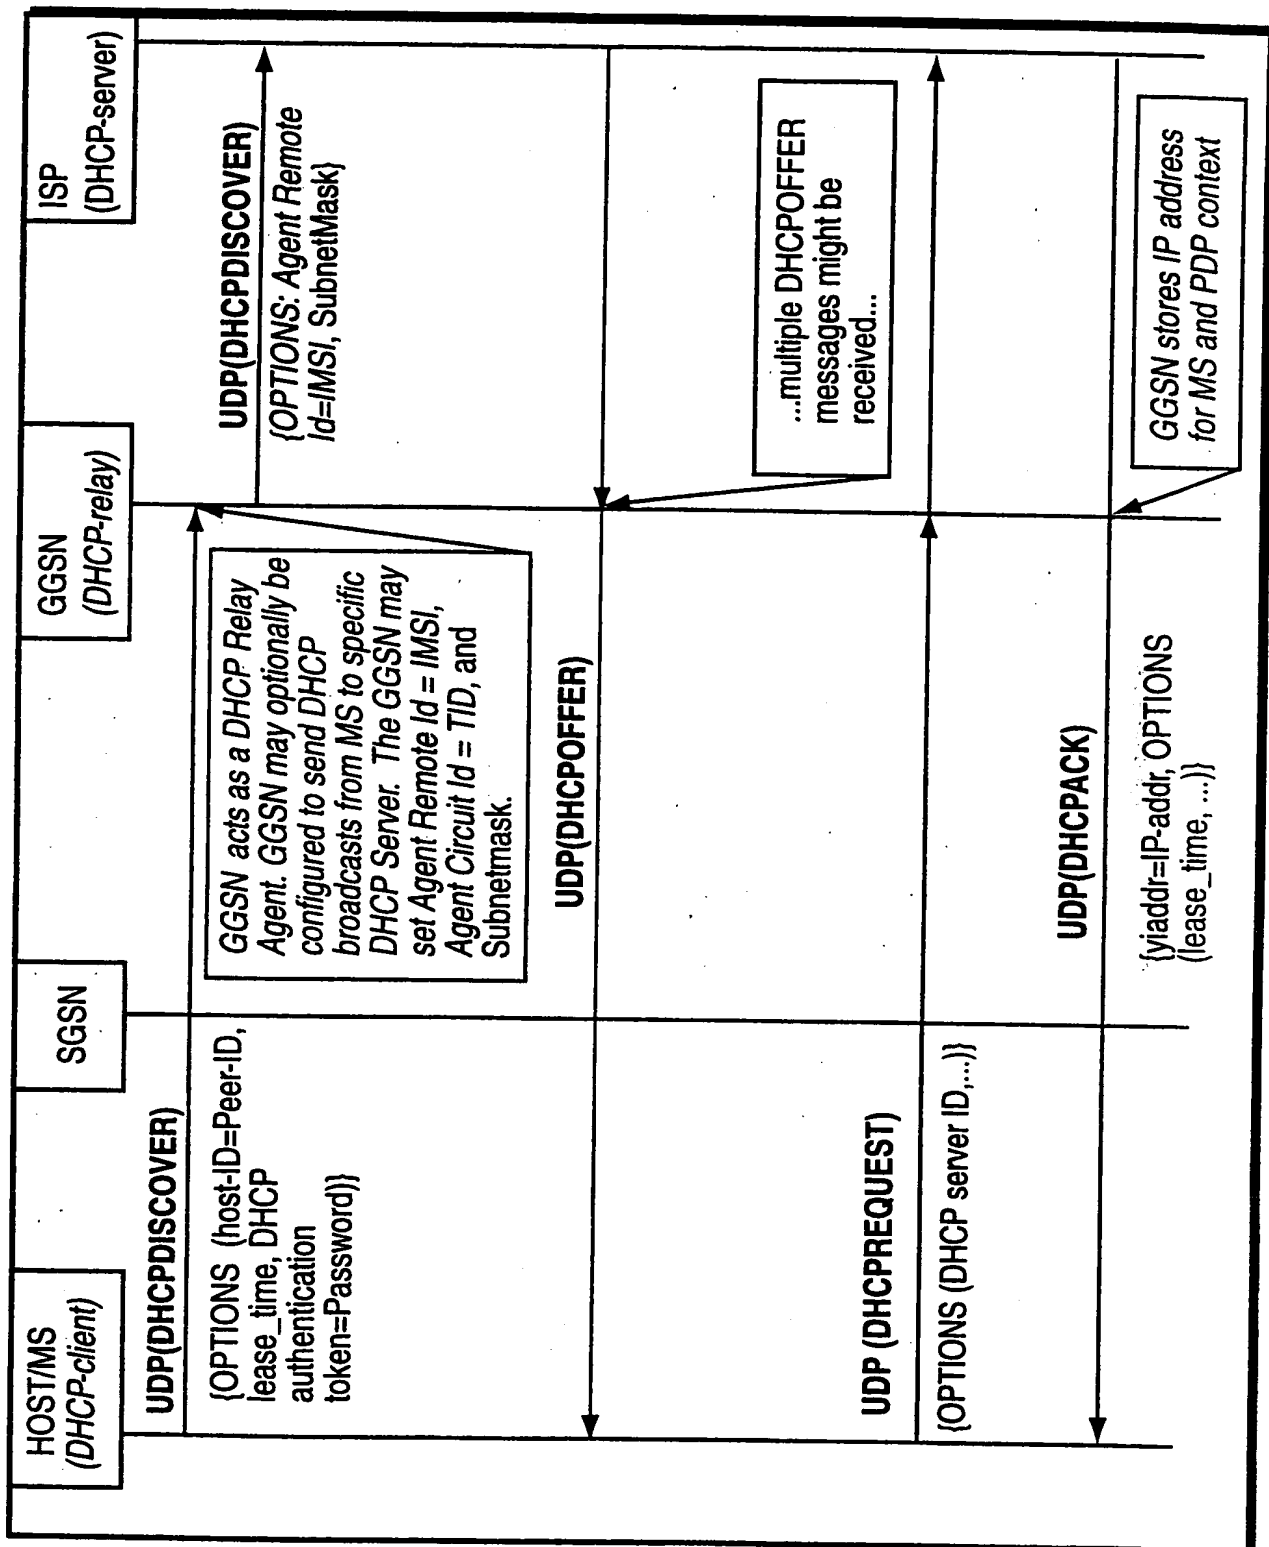 HOST/MS
(DHCP-client)
SGSN
GGSN
(DHCP-relay)
ISP
(DHCP-server)
UDP(DHCPDISCOVER)
{OPTIONS (host-ID=Peer-ID,
lease_time, DHCP
authentication
token=Password)}
GGSN acts as a DHCP Relay
Agent. GGSN may optionally be
configured to send DHCP
broadcasts from MS to specific
DHCP Server. The GGSN may
set Agent Remote Id = IMSI,
Agent Circuit Id = TID, and
Subnetmask.
UDP(DHCPDISCOVER)
{OPTIONS: Agent Remote
Id=IMSI, SubnetMask}
UDP(DHCPOFFER)
...multiple DHCPOFFER
messages might be
received...
UDP (DHCPREQUEST)
{OPTIONS (DHCP server ID,...)}
UDP(DHCPACK)
{yiaddr=IP-addr, OPTIONS
(lease_time, ...)}
GGSN stores IP address
for MS and PDP context